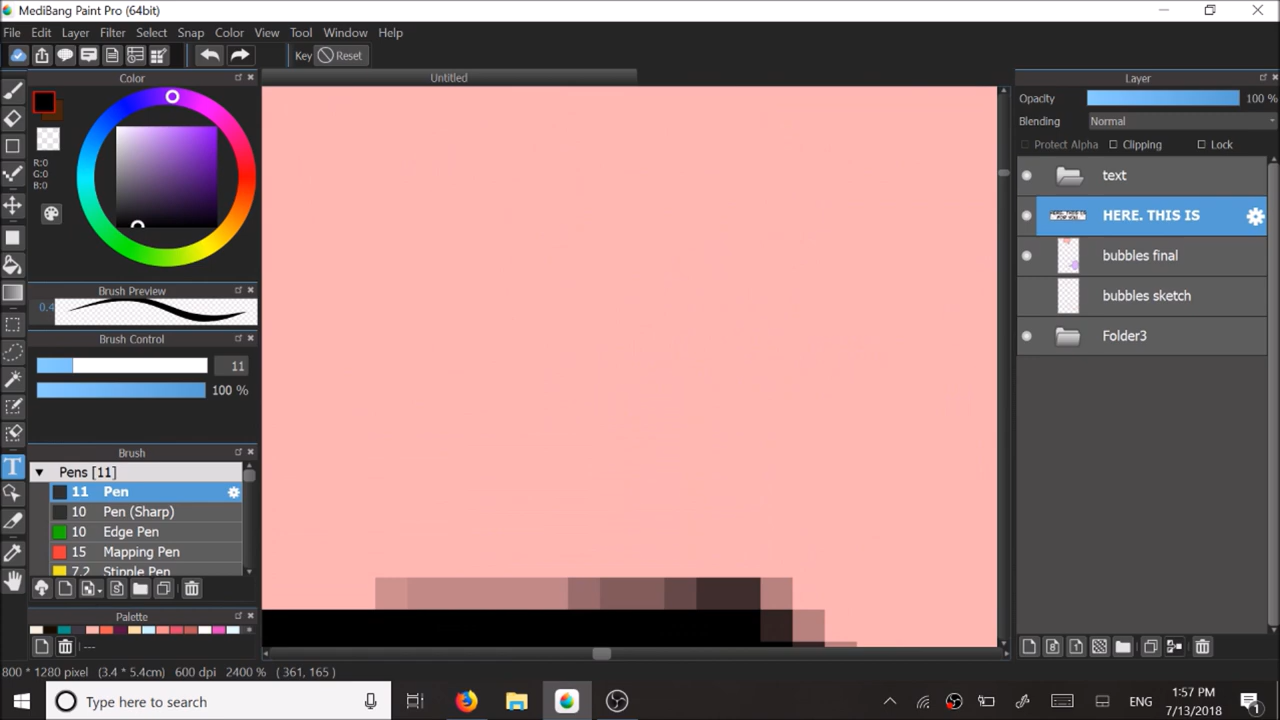 MediBang Paint Pro (64bit)
File Edit Layer Filter Select Snap Color View Tool Window Help
Key Reset
Color
Untitled
Layer
R:0
G:0
B:0
Opacity 100 %
Blending Normal
Protect Alpha Clipping Lock
text
HERE. THIS IS
bubbles final
bubbles sketch
Folder3
Brush Preview
0.4
Brush Control
11
100 %
Brush
Pens [11]
11 Pen
10 Pen (Sharp)
10 Edge Pen
15 Mapping Pen
7.2 Stipple Pen
Palette
---
800 * 1280 pixel (3.4 * 5.4cm) 600 dpi 2400 % ( 361, 165 )
Type here to search
ENG
1:57 PM
7/13/2018
1